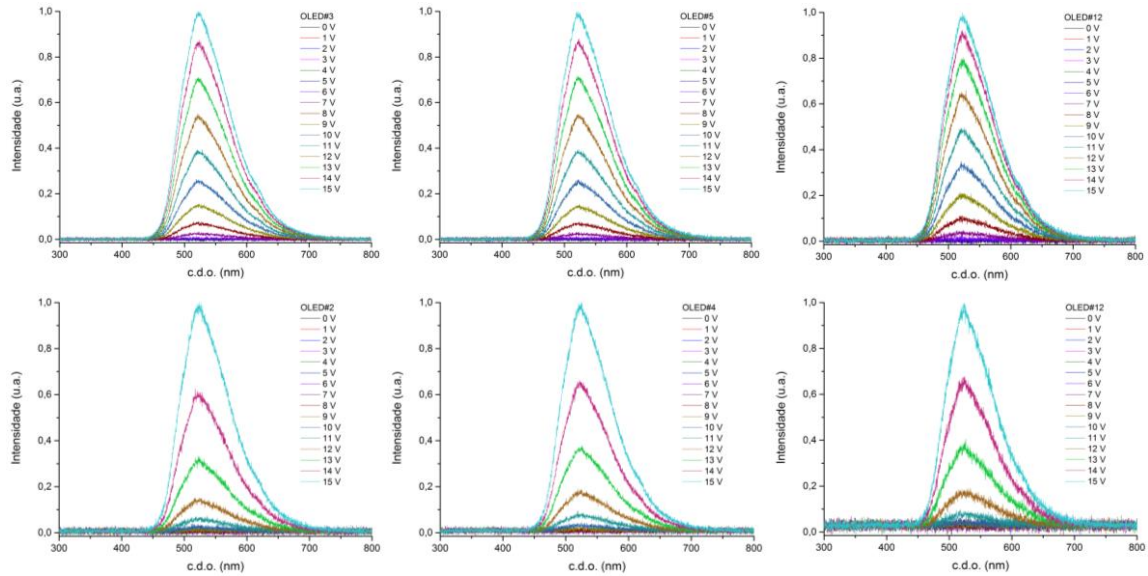 OLED#3
0 V
1 V
2 V
3 V
4 V
5 V
6 V
7 V
8 V
9 V
10 V
11 V
12 V
13 V
14 V
15 V
Intensidade (u.a.)
1,0
0,8
0,6
0,4
0,2
0,0
300 400 500 600 700 800
c.d.o. (nm)
OLED#5
0 V
1 V
2 V
3 V
4 V
5 V
6 V
7 V
8 V
9 V
10 V
11 V
12 V
13 V
14 V
15 V
Intensidade (u.a.)
1,0
0,8
0,6
0,4
0,2
0,0
300 400 500 600 700 800
c.d.o. (nm)
OLED#12
0 V
1 V
2 V
3 V
4 V
5 V
6 V
7 V
8 V
9 V
10 V
11 V
12 V
13 V
14 V
15 V
Intensidade (u.a.)
1,0
0,8
0,6
0,4
0,2
0,0
300 400 500 600 700 800
c.d.o. (nm)
OLED#2
0 V
1 V
2 V
3 V
4 V
5 V
6 V
7 V
8 V
9 V
10 V
11 V
12 V
13 V
14 V
15 V
Intensidade (u.a.)
1,0
0,8
0,6
0,4
0,2
0,0
300 400 500 600 700 800
c.d.o. (nm)
OLED#4
0 V
1 V
2 V
3 V
4 V
5 V
6 V
7 V
8 V
9 V
10 V
11 V
12 V
13 V
14 V
15 V
Intensidade (u.a.)
1,0
0,8
0,6
0,4
0,2
0,0
300 400 500 600 700 800
c.d.o. (nm)
OLED#12
0 V
1 V
2 V
3 V
4 V
5 V
6 V
7 V
8 V
9 V
10 V
11 V
12 V
13 V
14 V
15 V
Intensidade (u.a.)
1,0
0,8
0,6
0,4
0,2
0,0
300 400 500 600 700 800
c.d.o. (nm)